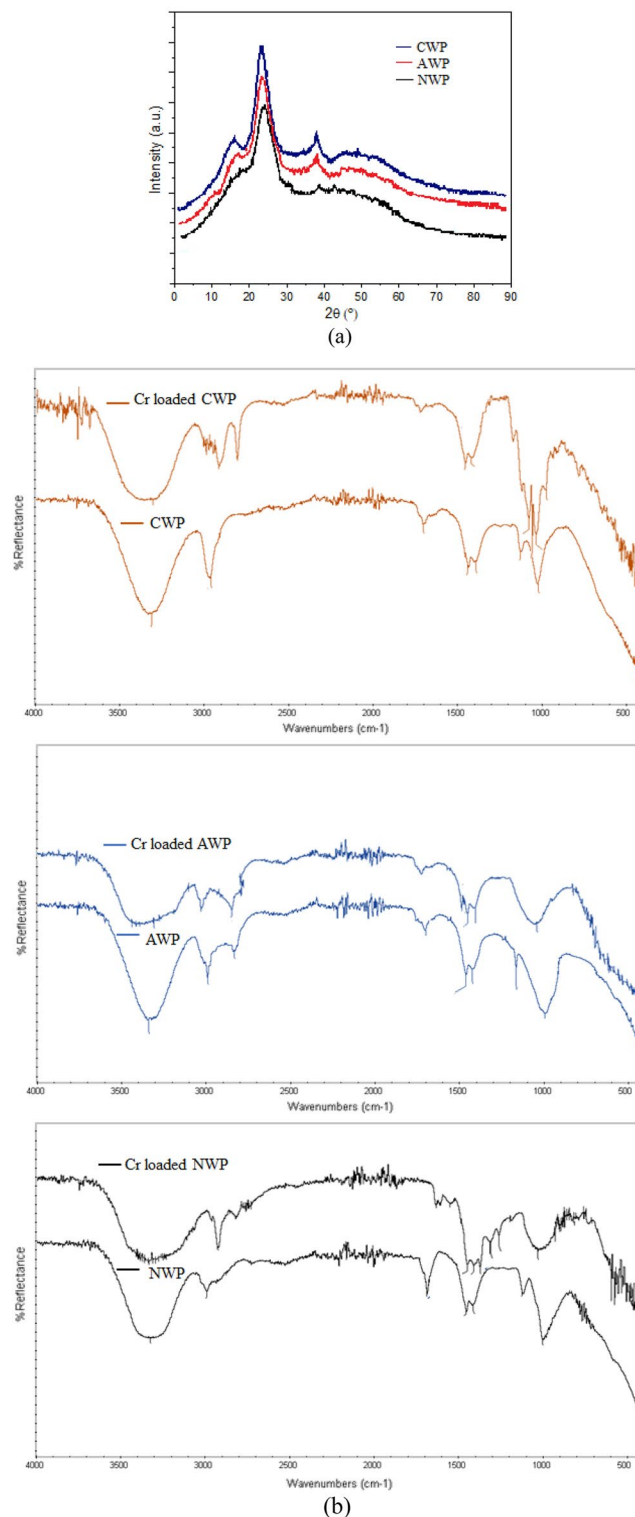 Intensity (a.u.)
CWP
AWP
NWP
0 10 20 30 40 50 60 70 80 90
2θ (°)
(a)
%Reflectance
Cr loaded CWP
CWP
4000 3500 3000 2500 2000 1500 1000 500
Wavenumbers (cm-1)
%Reflectance
Cr loaded AWP
AWP
4000 3500 3000 2500 2000 1500 1000 500
Wavenumbers (cm-1)
%Reflectance
Cr loaded NWP
NWP
4000 3500 3000 2500 2000 1500 1000 500
Wavenumbers (cm-1)
(b)